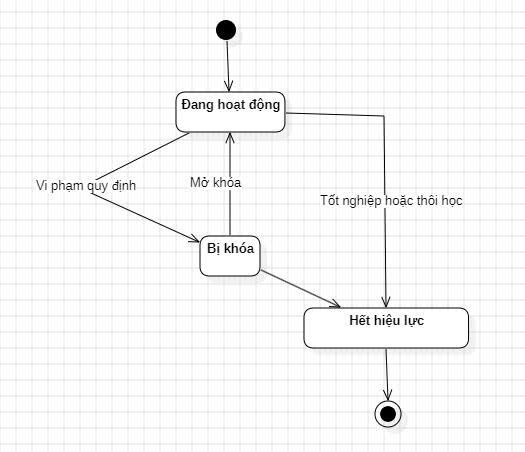 Đang hoạt động
Vi phạm quy định
Mở khóa
Tốt nghiệp hoặc thôi học
Bị khóa
Hết hiệu lực